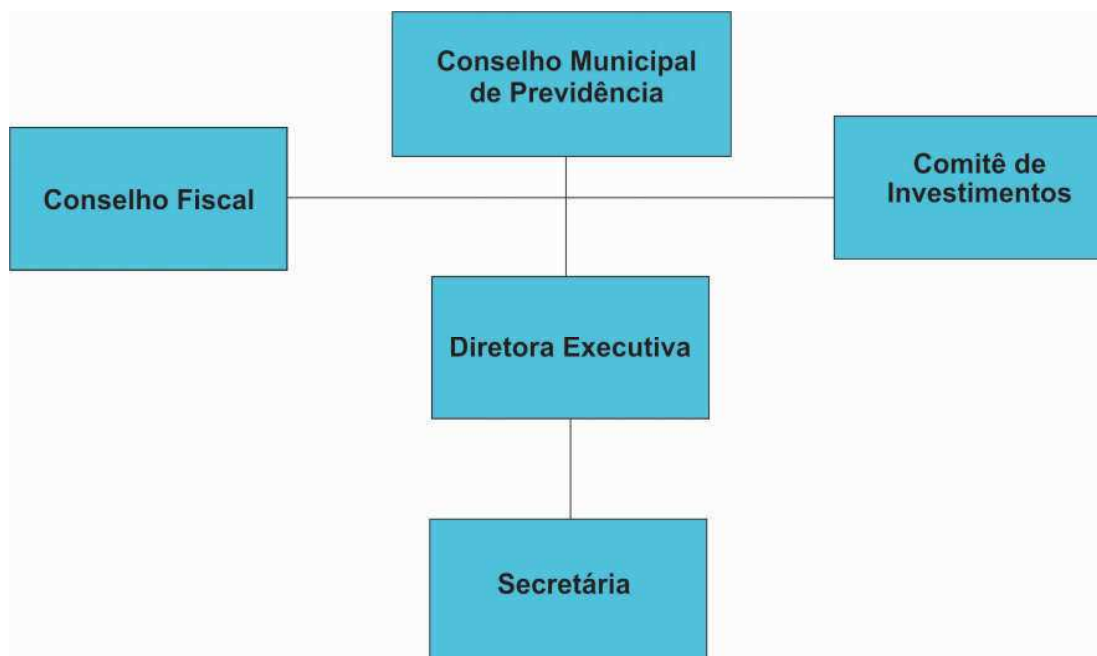 Conselho Municipal
de Previdência
Conselho Fiscal
Comitê de
Investimentos
Diretora Executiva
Secretária